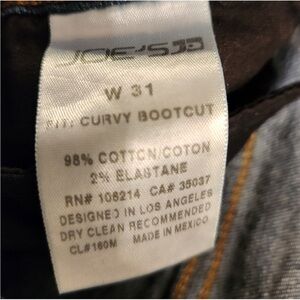 JOE'S
W 31
FIT: CURVY BOOTCUT
98% COTTON/COTON
2% ELASTANE
RN# 106214 CA# 35037
DESIGNED IN LOS ANGELES
DRY CLEAN RECOMMENDED
CL#160M MADE IN MEXICO